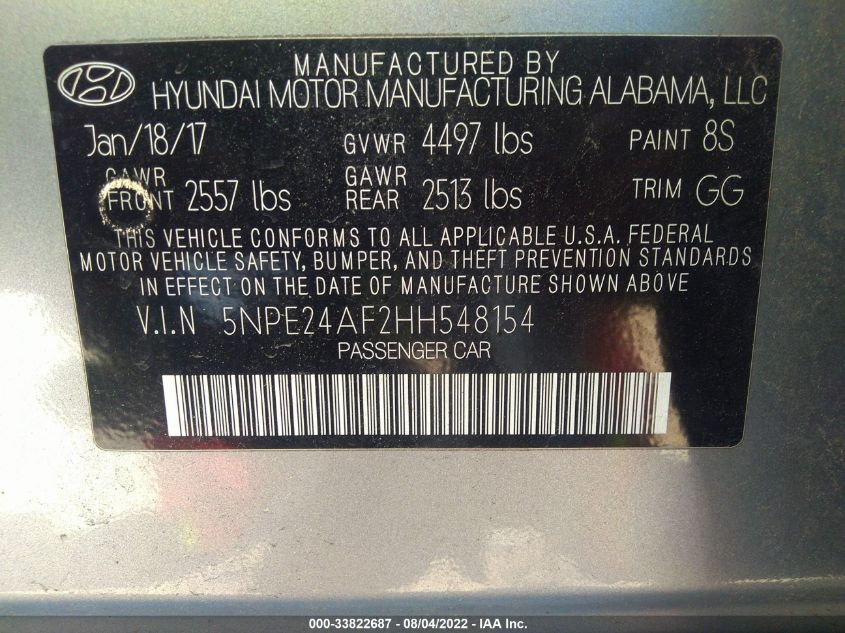 MANUFACTURED BY
HYUNDAI MOTOR MANUFACTURING ALABAMA, LLC
Jan/18/17 GVWR 4497 lbs PAINT 8S
GAWR FRONT 2557 lbs GAWR REAR 2513 lbs TRIM GG
THIS VEHICLE CONFORMS TO ALL APPLICABLE U.S.A. FEDERAL
MOTOR VEHICLE SAFETY, BUMPER, AND THEFT PREVENTION STANDARDS
IN EFFECT ON THE DATE OF MANUFACTURE SHOWN ABOVE
V.I.N 5NPE24AF2HH548154
PASSENGER CAR
000-33822687 - 08/04/2022 - IAA Inc.